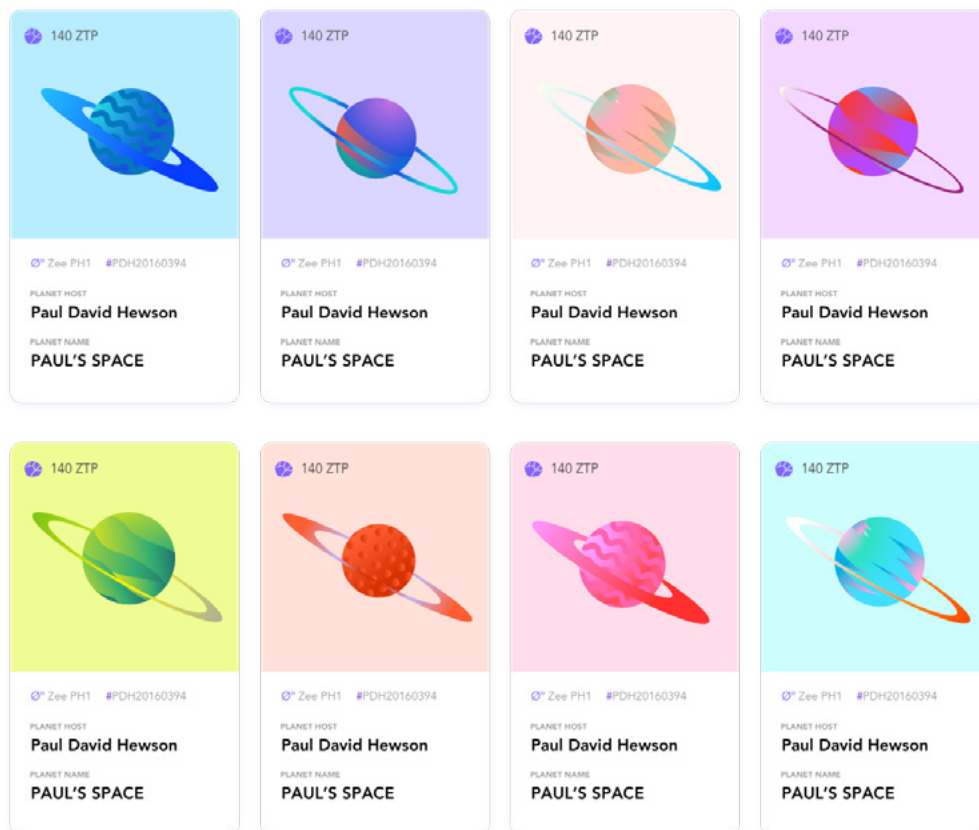 140 ZTP
Ø" Zee PH1 #PDH20160394
PLANET HOST
Paul David Hewson
PLANET NAME
PAUL'S SPACE
140 ZTP
Ø" Zee PH1 #PDH20160394
PLANET HOST
Paul David Hewson
PLANET NAME
PAUL'S SPACE
140 ZTP
Ø" Zee PH1 #PDH20160394
PLANET HOST
Paul David Hewson
PLANET NAME
PAUL'S SPACE
140 ZTP
Ø" Zee PH1 #PDH20160394
PLANET HOST
Paul David Hewson
PLANET NAME
PAUL'S SPACE
140 ZTP
Ø" Zee PH1 #PDH20160394
PLANET HOST
Paul David Hewson
PLANET NAME
PAUL'S SPACE
140 ZTP
Ø" Zee PH1 #PDH20160394
PLANET HOST
Paul David Hewson
PLANET NAME
PAUL'S SPACE
140 ZTP
Ø" Zee PH1 #PDH20160394
PLANET HOST
Paul David Hewson
PLANET NAME
PAUL'S SPACE
140 ZTP
Ø" Zee PH1 #PDH20160394
PLANET HOST
Paul David Hewson
PLANET NAME
PAUL'S SPACE